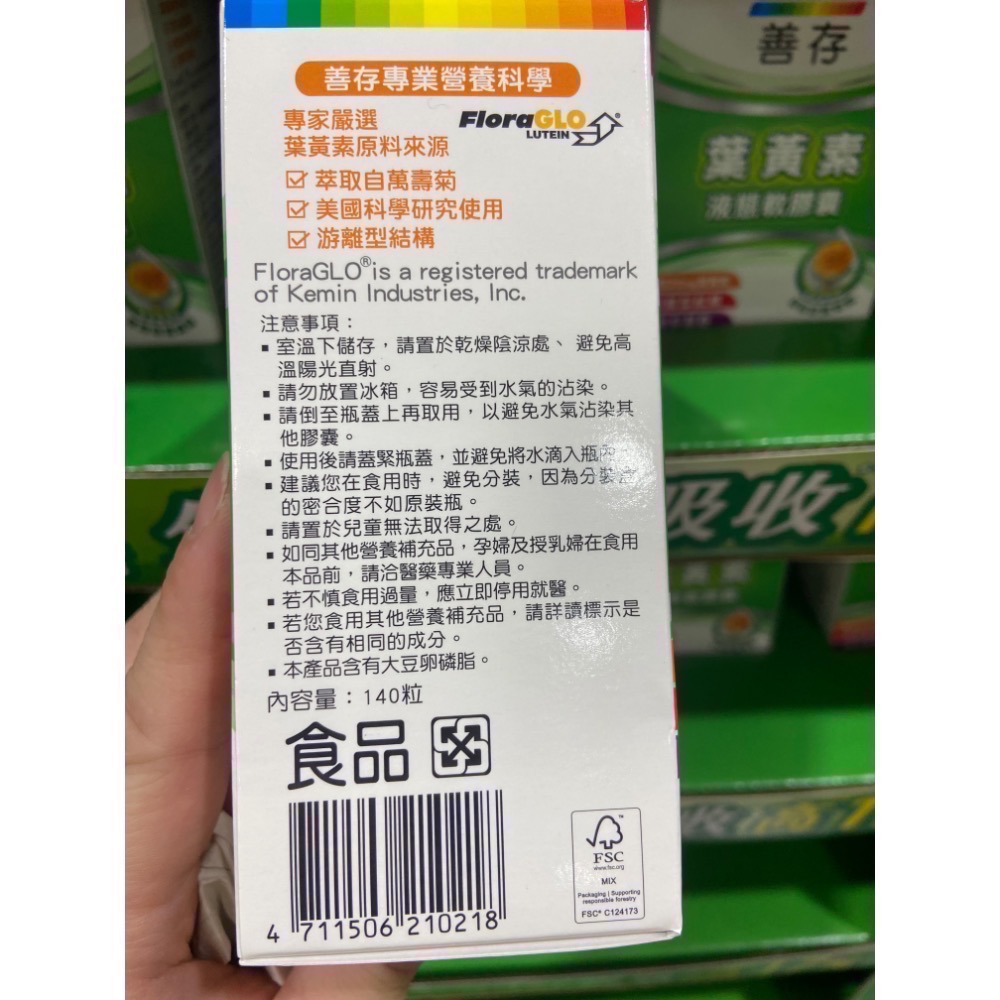 善存專業營養科學
專家嚴選
葉黃素原料來源
FloraGLO®
LUTEIN
萃取自萬壽菊
美國科學研究使用
游離型結構
FloraGLO®is a registered trademark
of Kemin Industries, Inc.
注意事項：
▪ 室溫下儲存，請置於乾燥陰涼處、避免高
溫陽光直射。
▪ 請勿放置冰箱，容易受到水氣的沾染。
▪ 請倒至瓶蓋上再取用，以避免水氣沾染其
他膠囊。
▪ 使用後請蓋緊瓶蓋，並避免將水滴入瓶內
▪ 建議您在食用時，避免分裝，因為分裝盒
的密合度不如原裝瓶。
▪ 請置於兒童無法取得之處。
▪ 如同其他營養補充品，孕婦及授乳婦在食用
本品前，請洽醫藥專業人員。
▪ 若不慎食用過量，應立即停用就醫。
▪ 若您食用其他營養補充品，請詳讀標示是
否含有相同的成分。
▪ 本產品含有大豆卵磷脂。
內容量：140粒
食品
4 711506 210218
FSC™
www.fsc.org
MIX
Packaging | Supporting
responsible forestry
FSC® C124173
善存
葉黃素
液態軟膠囊
吸收